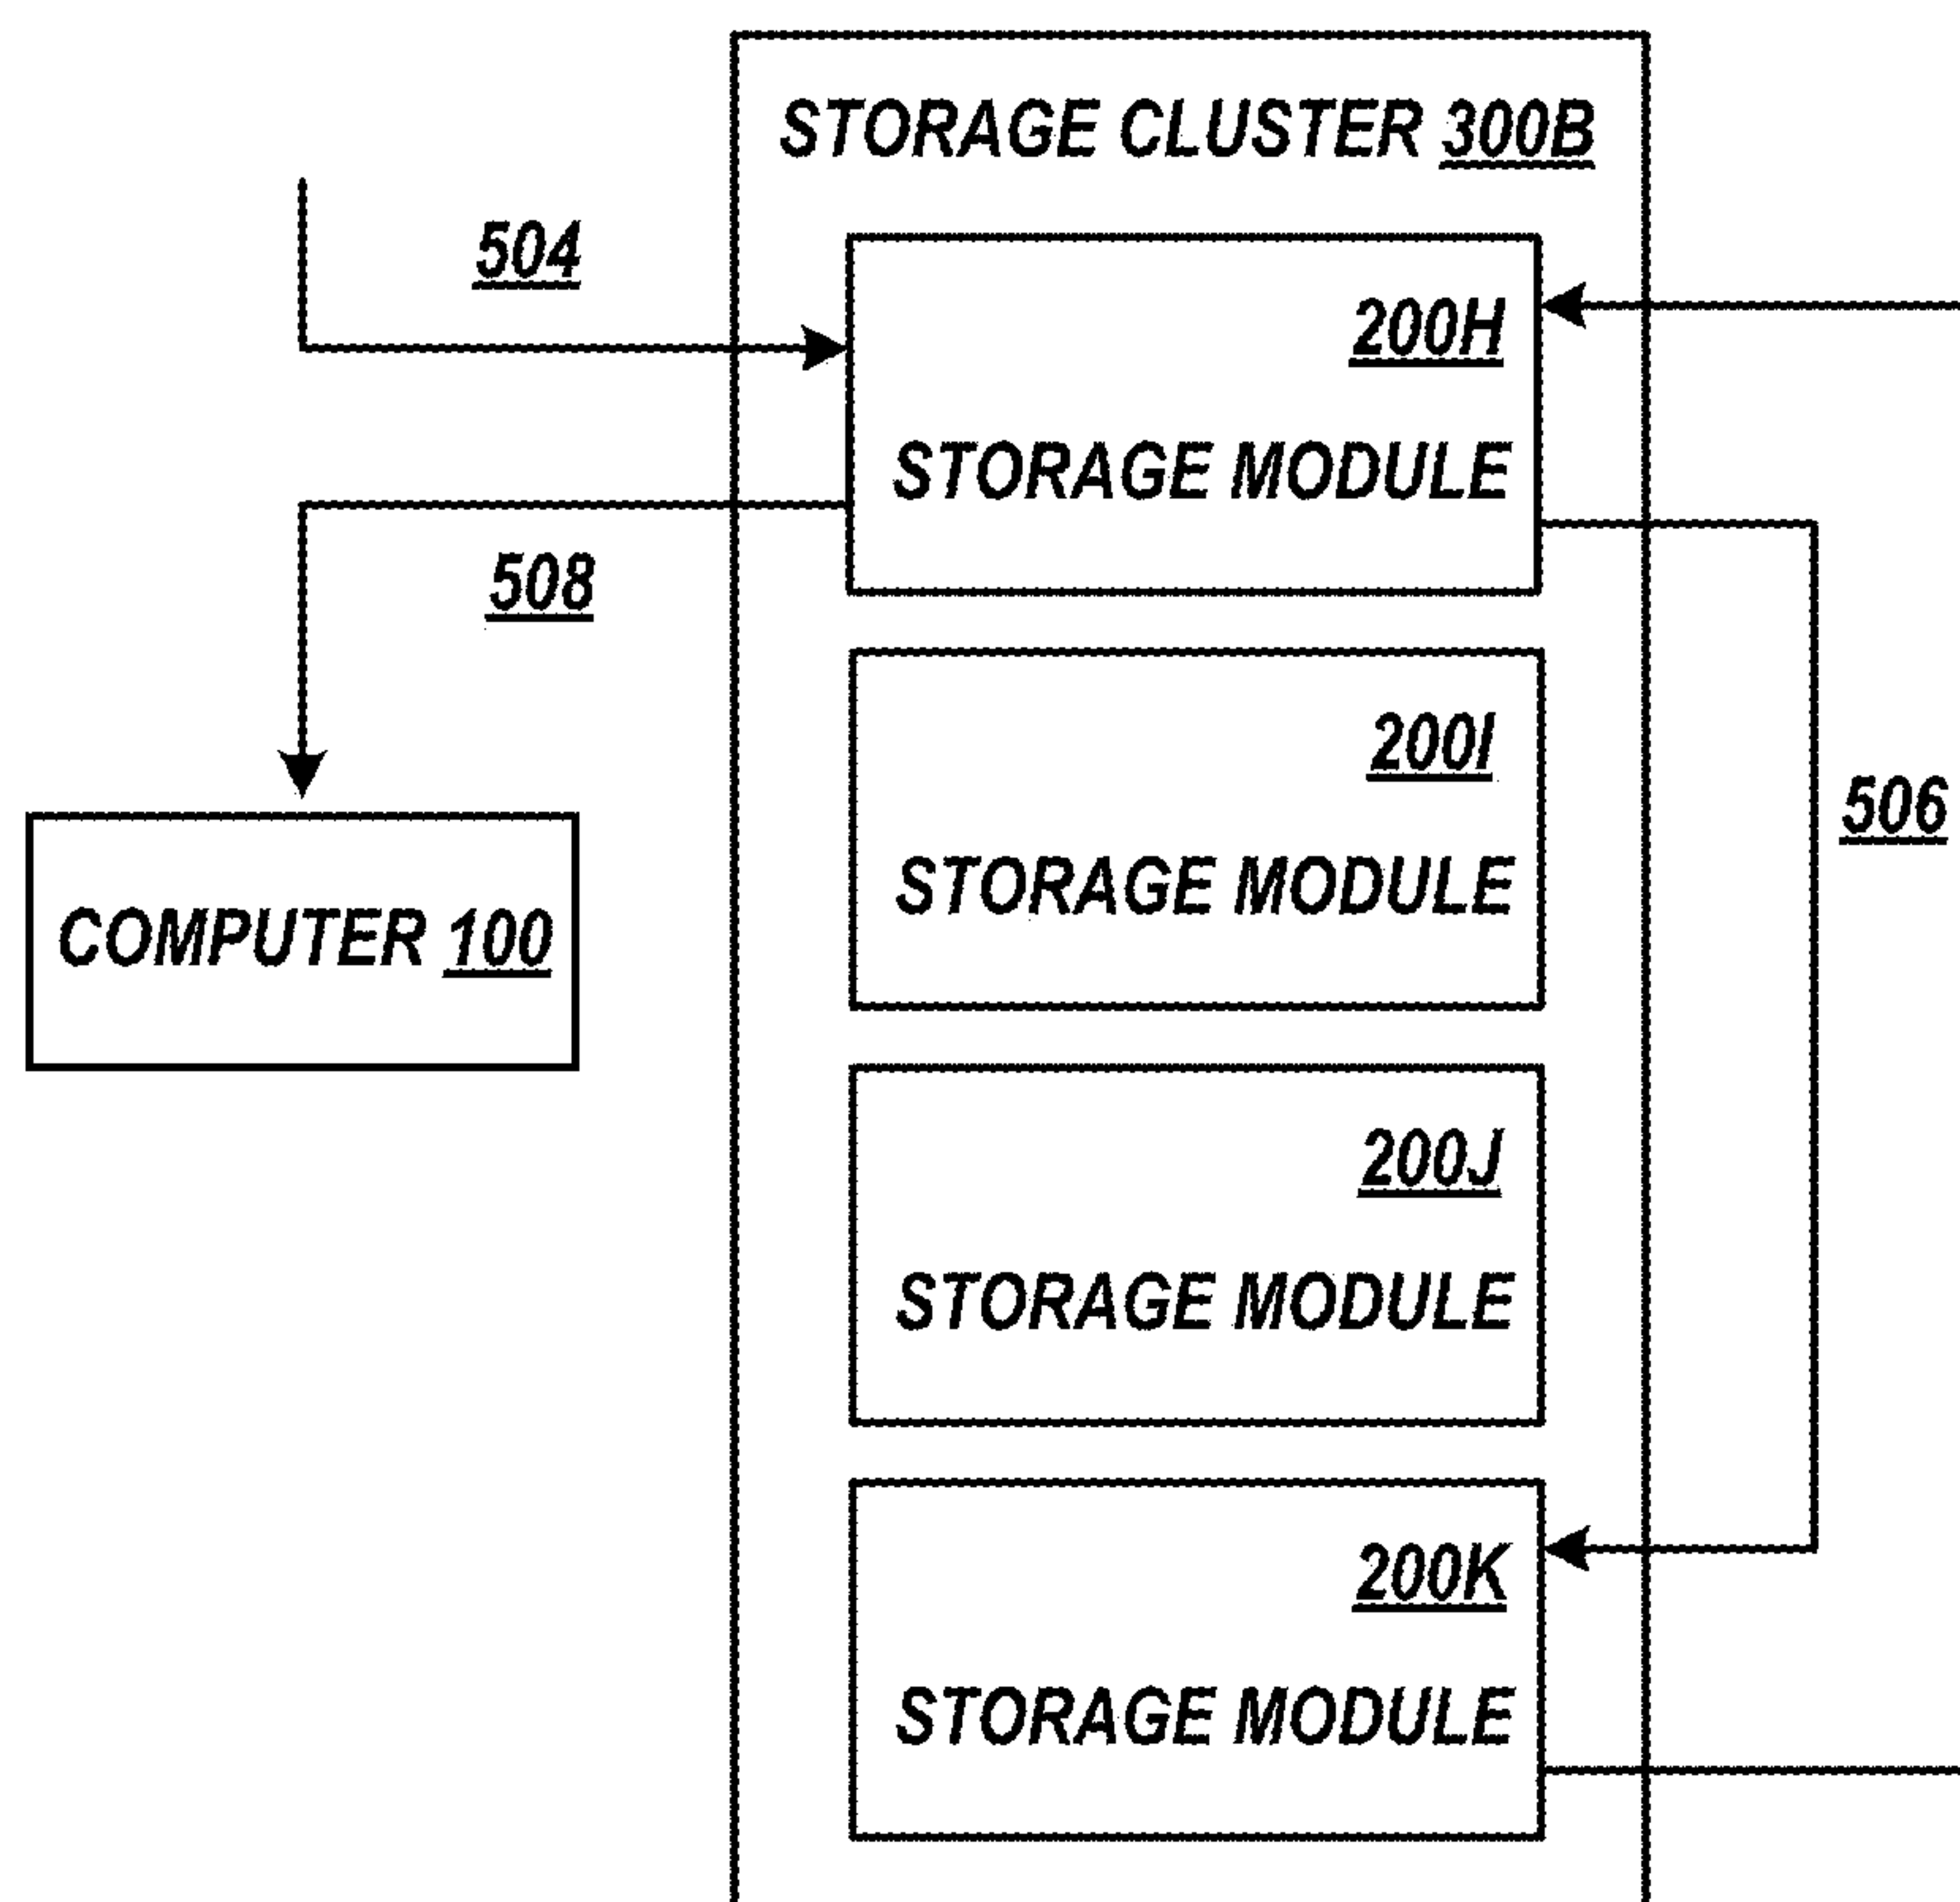 STORAGE CLUSTER 300B
504
200H
STORAGE MODULE
508
200I
STORAGE MODULE
506
COMPUTER 100
200J
STORAGE MODULE
200K
STORAGE MODULE